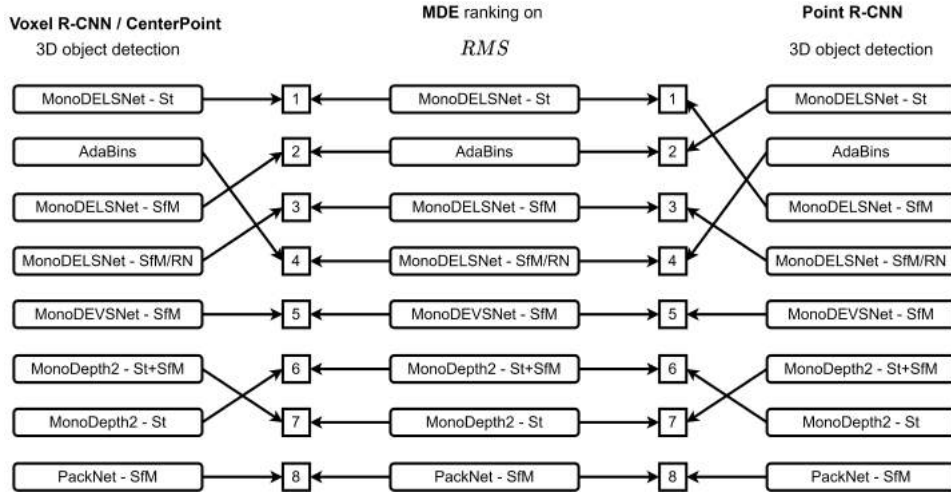 Voxel R-CNN / CenterPoint
3D object detection
MDE ranking on
RMS
Point R-CNN
3D object detection
MonoDELSNet - St
1
MonoDELSNet - St
1
MonoDELSNet - St
AdaBins
2
AdaBins
2
AdaBins
MonoDELSNet - SfM
3
MonoDELSNet - SfM
3
MonoDELSNet - SfM
MonoDELSNet - SfM/RN
4
MonoDELSNet - SfM/RN
4
MonoDELSNet - SfM/RN
MonoDEVSNet - SfM
5
MonoDEVSNet - SfM
5
MonoDEVSNet - SfM
MonoDepth2 - St+SfM
6
MonoDepth2 - St+SfM
6
MonoDepth2 - St+SfM
MonoDepth2 - St
7
MonoDepth2 - St
7
MonoDepth2 - St
PackNet - SfM
8
PackNet - SfM
8
PackNet - SfM